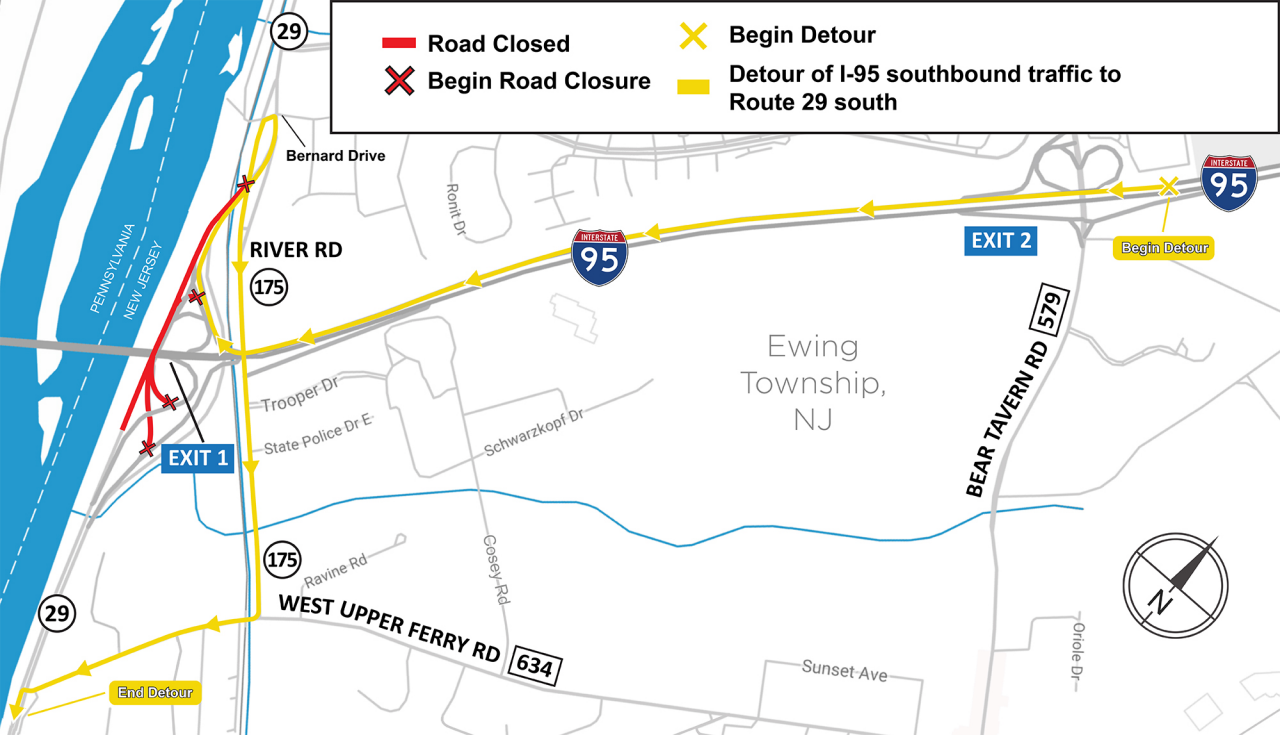 29
Road Closed
Begin Road Closure
Begin Detour
Detour of I-95 southbound traffic to
Route 29 south
Bernard Drive
INTERSTATE
95
Ronit Dr
EXIT 2
Begin Detour
RIVER RD
175
INTERSTATE
95
PENNSYLVANIA
NEW JERSEY
579
BEAR TAVERN RD
Ewing
Township,
NJ
Trooper Dr
State Police Dr E
Schwarzkopf Dr
EXIT 1
175
Ravine Rd
Cosey Rd
N
29
WEST UPPER FERRY RD
634
Sunset Ave
Oriole Dr
End Detour